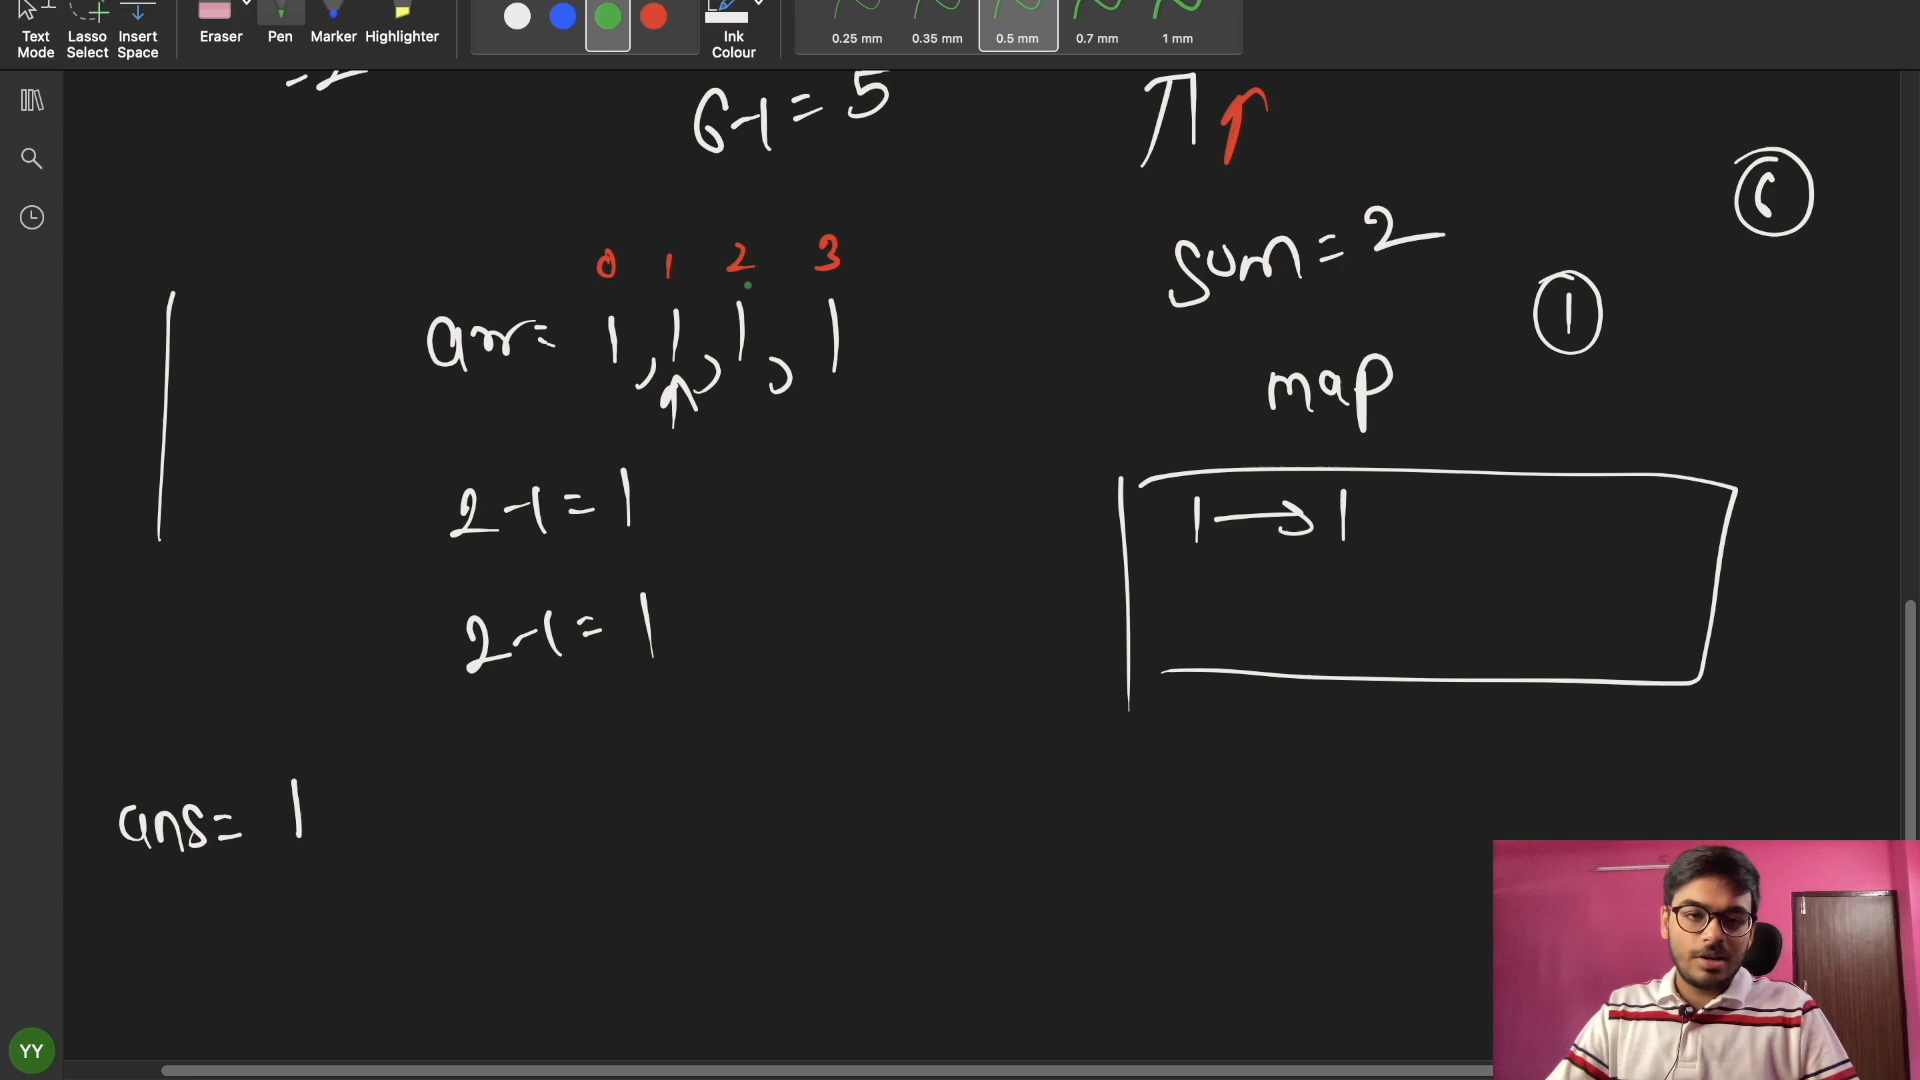 Text Mode
Lasso Select
Insert Space
Eraser
Pen
Marker
Highlighter
Ink Colour
0.25 mm
0.35 mm
0.5 mm
0.7 mm
1 mm
6-1=5
0 1 2 3
arr= 1,1,1,1
sum=2
1
map
2-1=1
1→1
2-1=1
ans= 1
YY